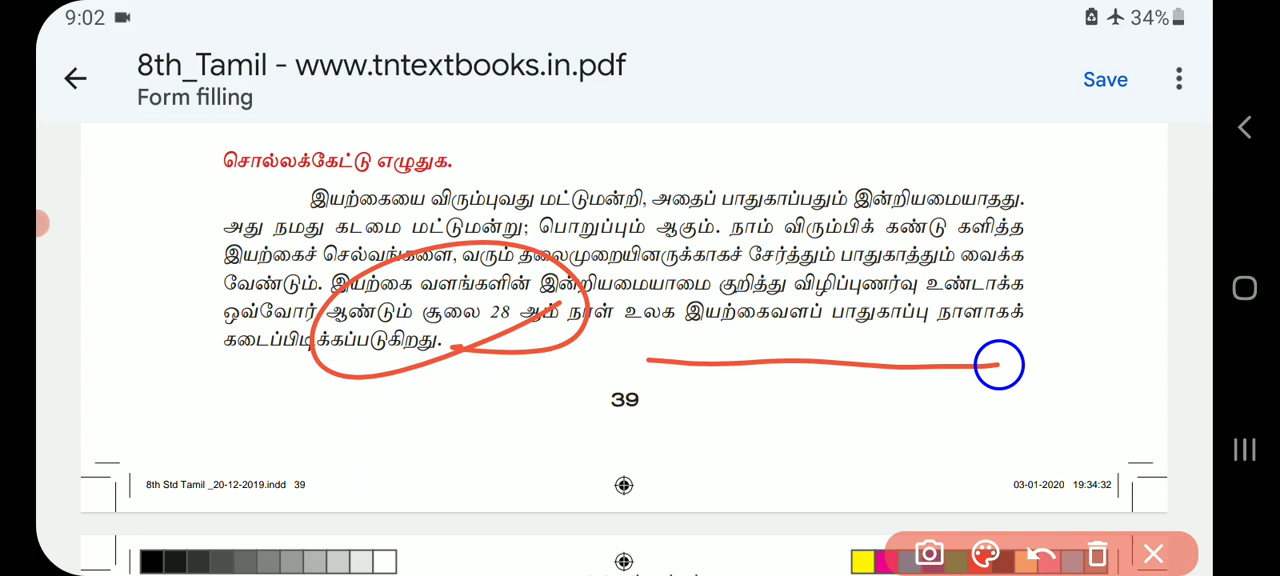 9:02
34%
8th_Tamil - www.tntextbooks.in.pdf
Form filling
Save
சொல்லக்கேட்டு எழுதுக.
இயற்கையை விரும்புவது மட்டுமன்றி, அதைப் பாதுகாப்பதும் இன்றியமையாதது.
அது நமது கடமை மட்டுமன்று; பொறுப்பும் ஆகும். நாம் விரும்பிக் கண்டு களித்த
இயற்கைச் செல்வங்களை, வரும் தலைமுறையினருக்காகச் சேர்த்தும் பாதுகாத்தும் வைக்க
வேண்டும். இயற்கை வளங்களின் இன்றியமையாமை குறித்து விழிப்புணர்வு உண்டாக்க
ஒவ்வோர் ஆண்டும் சூலை 28 ஆம் நாள் உலக இயற்கைவளப் பாதுகாப்பு நாளாகக்
கடைப்பிடிக்கப்படுகிறது.
39
8th Std Tamil _20-12-2019.indd 39
03-01-2020 19:34:32